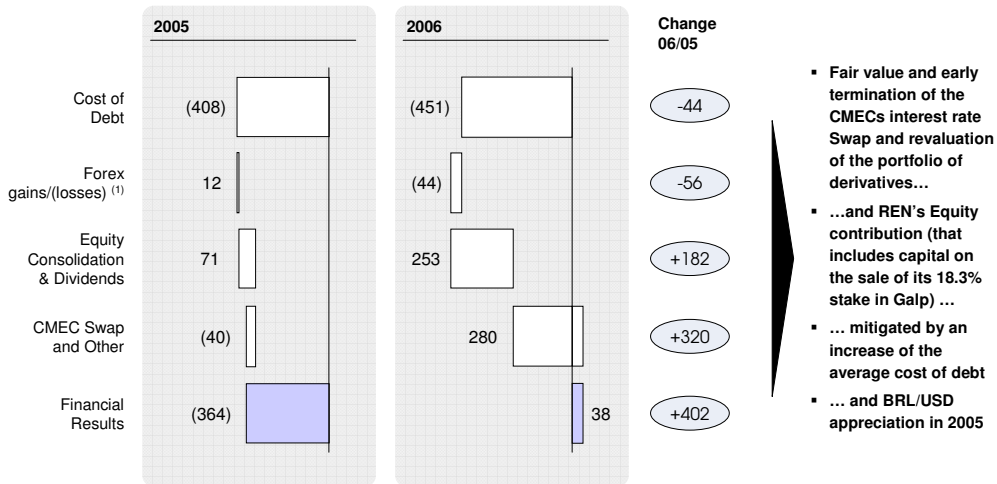 2005
2006
Change
06/05
Cost of
Debt
(408)
(451)
-44
Forex
gains/(losses) (1)
12
(44)
-56
Equity
Consolidation
& Dividends
71
253
+182
CMEC Swap
and Other
(40)
280
+320
Financial
Results
(364)
38
+402
▪ Fair value and early
termination of the
CMECs interest rate
Swap and revaluation
of the portfolio of
derivatives…
▪ …and REN’s Equity
contribution (that
includes capital on
the sale of its 18.3%
stake in Galp) …
▪ … mitigated by an
increase of the
average cost of debt
▪ … and BRL/USD
appreciation in 2005